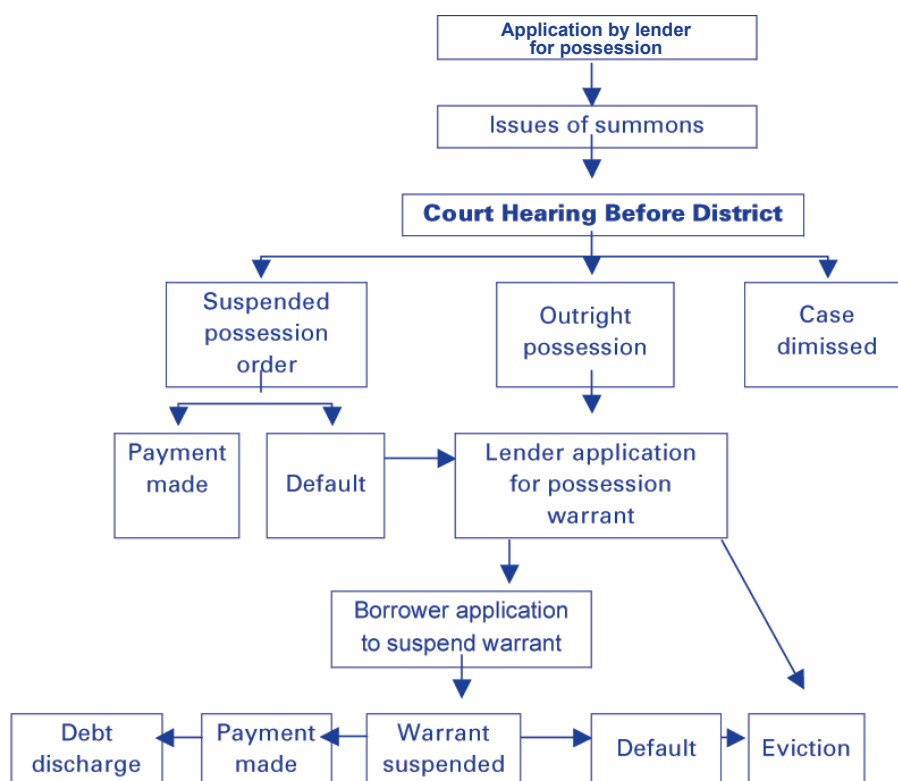 Application by lender
for possession
Issues of summons
Court Hearing Before District
Suspended
possession
order
Outright
possession
Case
dimissed
Payment
made
Default
Lender application
for possession
warrant
Borrower application
to suspend warrant
Debt
discharge
Payment
made
Warrant
suspended
Default
Eviction